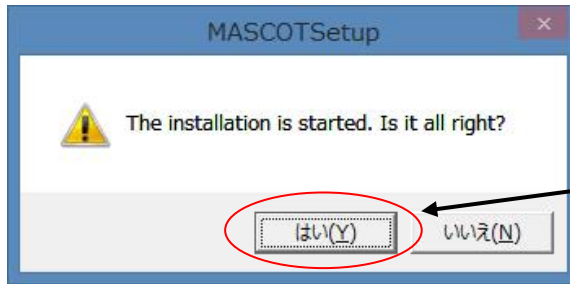 MASCOTSetup
The installation is started. Is it all right?
はい(Y) いいえ(N)